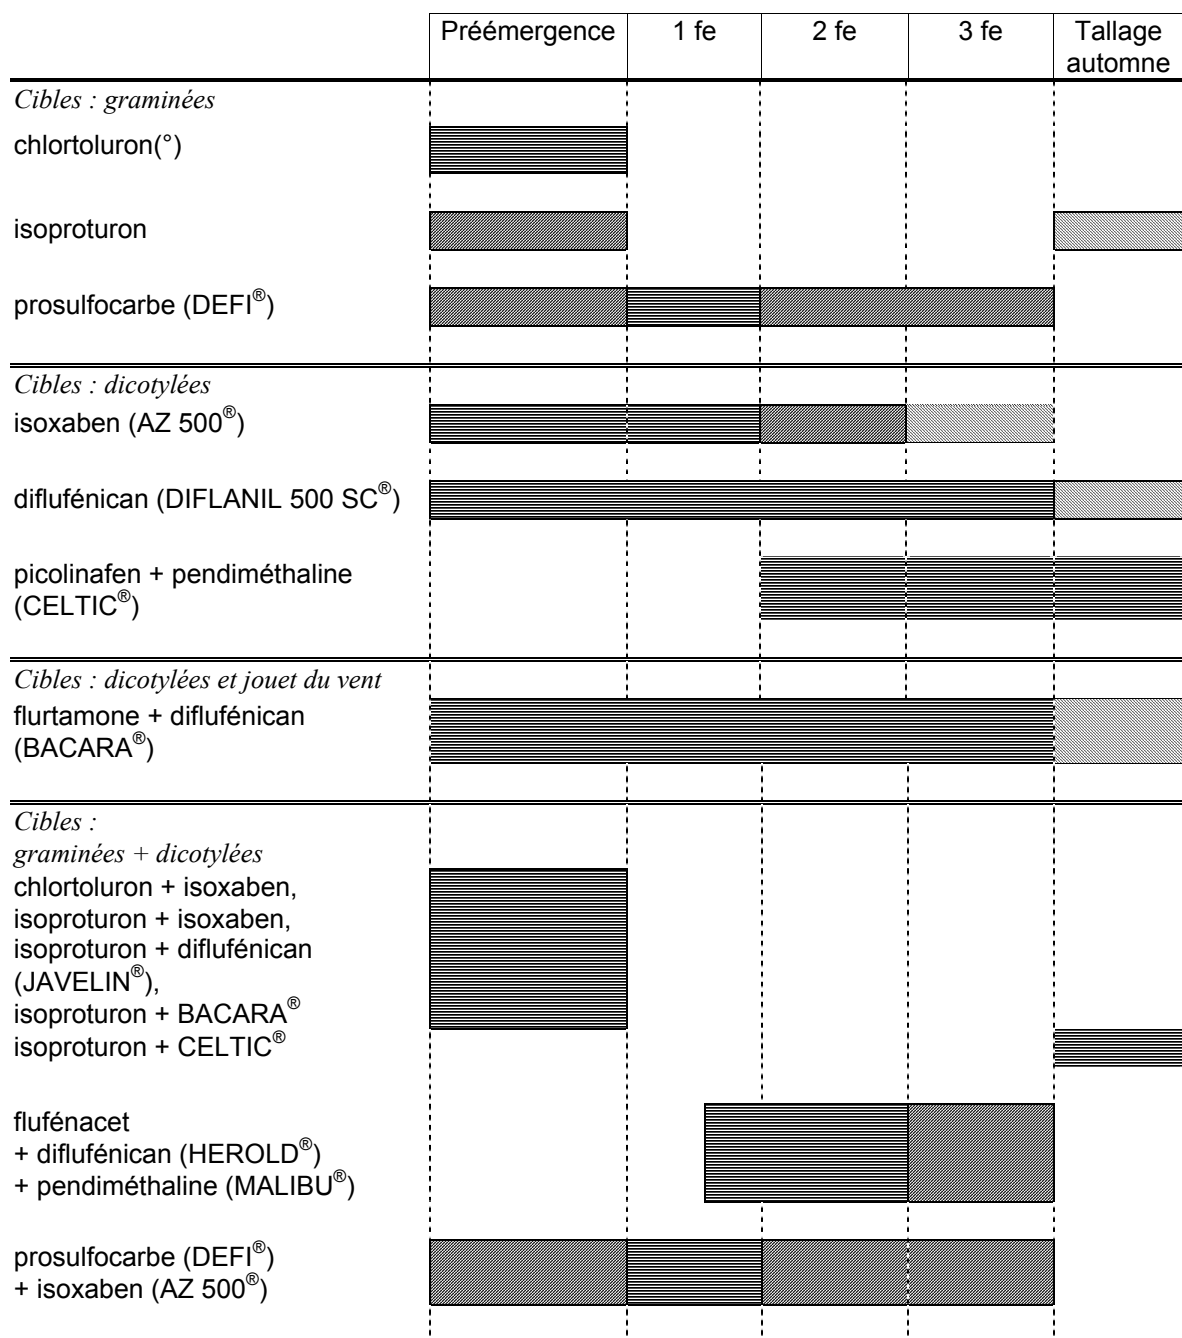 Préémergence 1 fe 2 fe 3 fe Tallage
automne
Cibles : graminées
chlortoluron(°)
isoproturon
prosulfocarbe (DEFI®)
Cibles : dicotylées
isoxaben (AZ 500®)
diflufénican (DIFLANIL 500 SC®)
picolinafen + pendiméthaline
(CELTIC®)
Cibles : dicotylées et jouet du vent
flurtamone + diflufénican
(BACARA®)
Cibles :
graminées + dicotylées
chlortoluron + isoxaben,
isoproturon + isoxaben,
isoproturon + diflufénican
(JAVELIN®),
isoproturon + BACARA®
isoproturon + CELTIC®
flufénacet
+ diflufénican (HEROLD®)
+ pendiméthaline (MALIBU®)
prosulfocarbe (DEFI®)
+ isoxaben (AZ 500®)